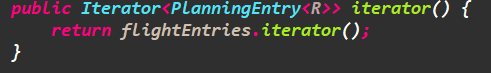 public Iterator<PlanningEntry<R>> iterator() {
    return flightEntries.iterator();
}